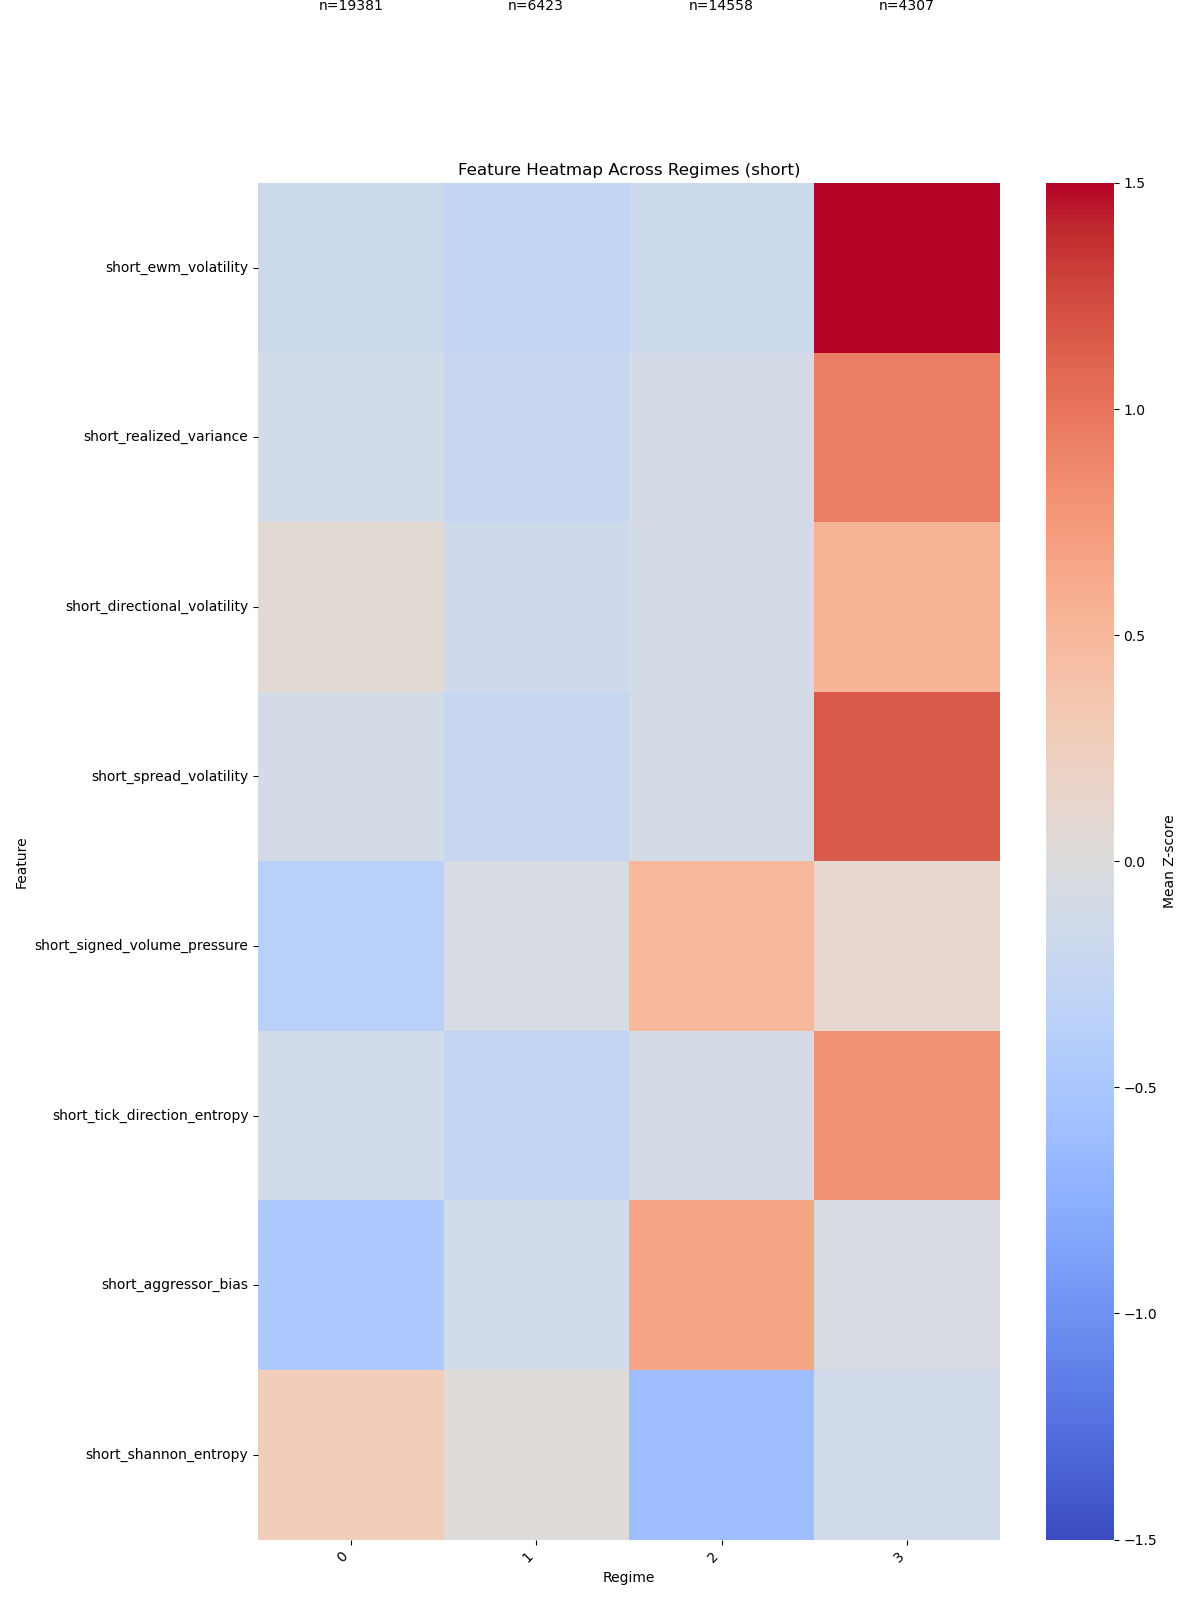 n=19381 n=6423 n=14558 n=4307
Feature Heatmap Across Regimes (short)
short_ewm_volatility
short_realized_variance
short_directional_volatility
short_spread_volatility
short_signed_volume_pressure
short_tick_direction_entropy
short_aggressor_bias
short_shannon_entropy
Feature
0 1 2 3
Regime
1.5
1.0
0.5
0.0
−0.5
−1.0
−1.5
Mean Z-score